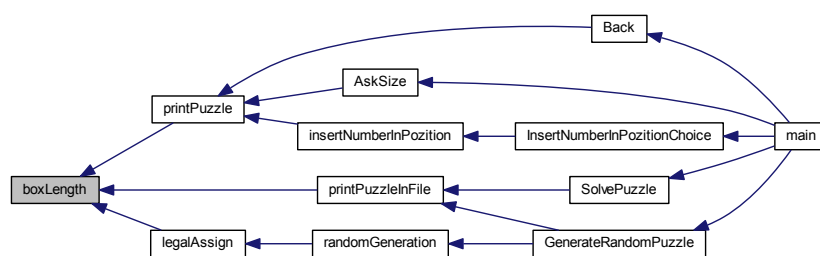 Back
AskSize
printPuzzle
insertNumberInPozition
InsertNumberInPozitionChoice
main
boxLength
printPuzzleInFile
SolvePuzzle
legalAssign
randomGeneration
GenerateRandomPuzzle